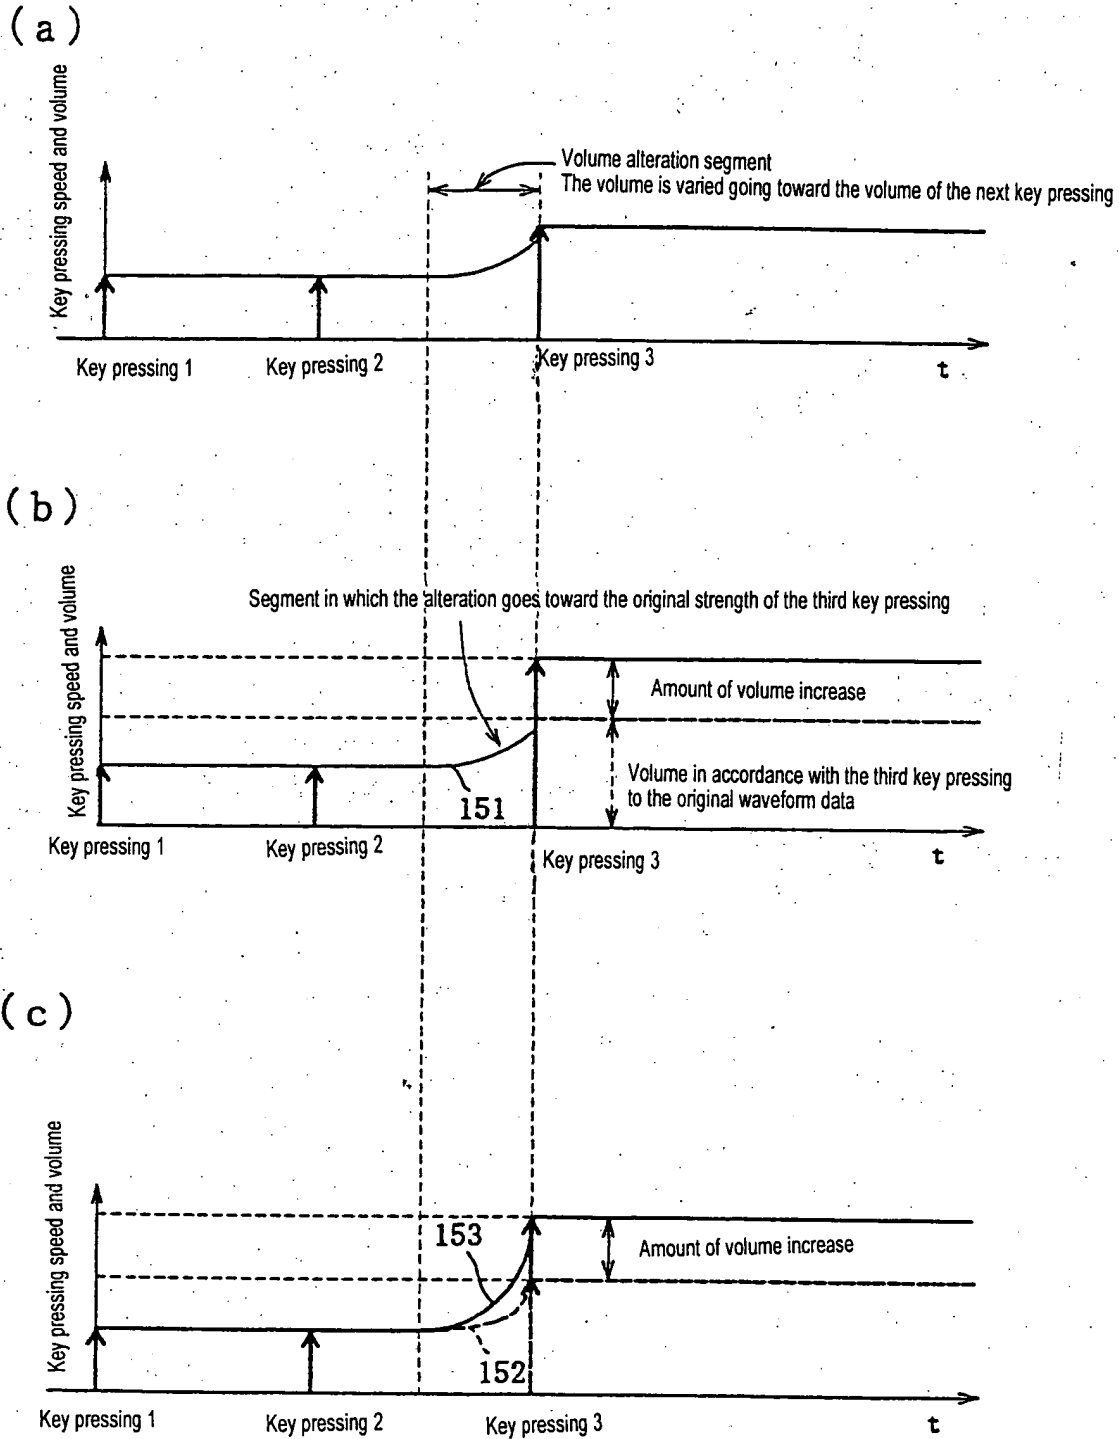 (a)
Key pressing speed and volume
Volume alteration segment
The volume is varied going toward the volume of the next key pressing
Key pressing 1
Key pressing 2
Key pressing 3
t
(b)
Key pressing speed and volume
Segment in which the alteration goes toward the original strength of the third key pressing
Amount of volume increase
Volume in accordance with the third key pressing
to the original waveform data
151
Key pressing 1
Key pressing 2
Key pressing 3
t
(c)
Key pressing speed and volume
153
Amount of volume increase
152
Key pressing 1
Key pressing 2
Key pressing 3
t